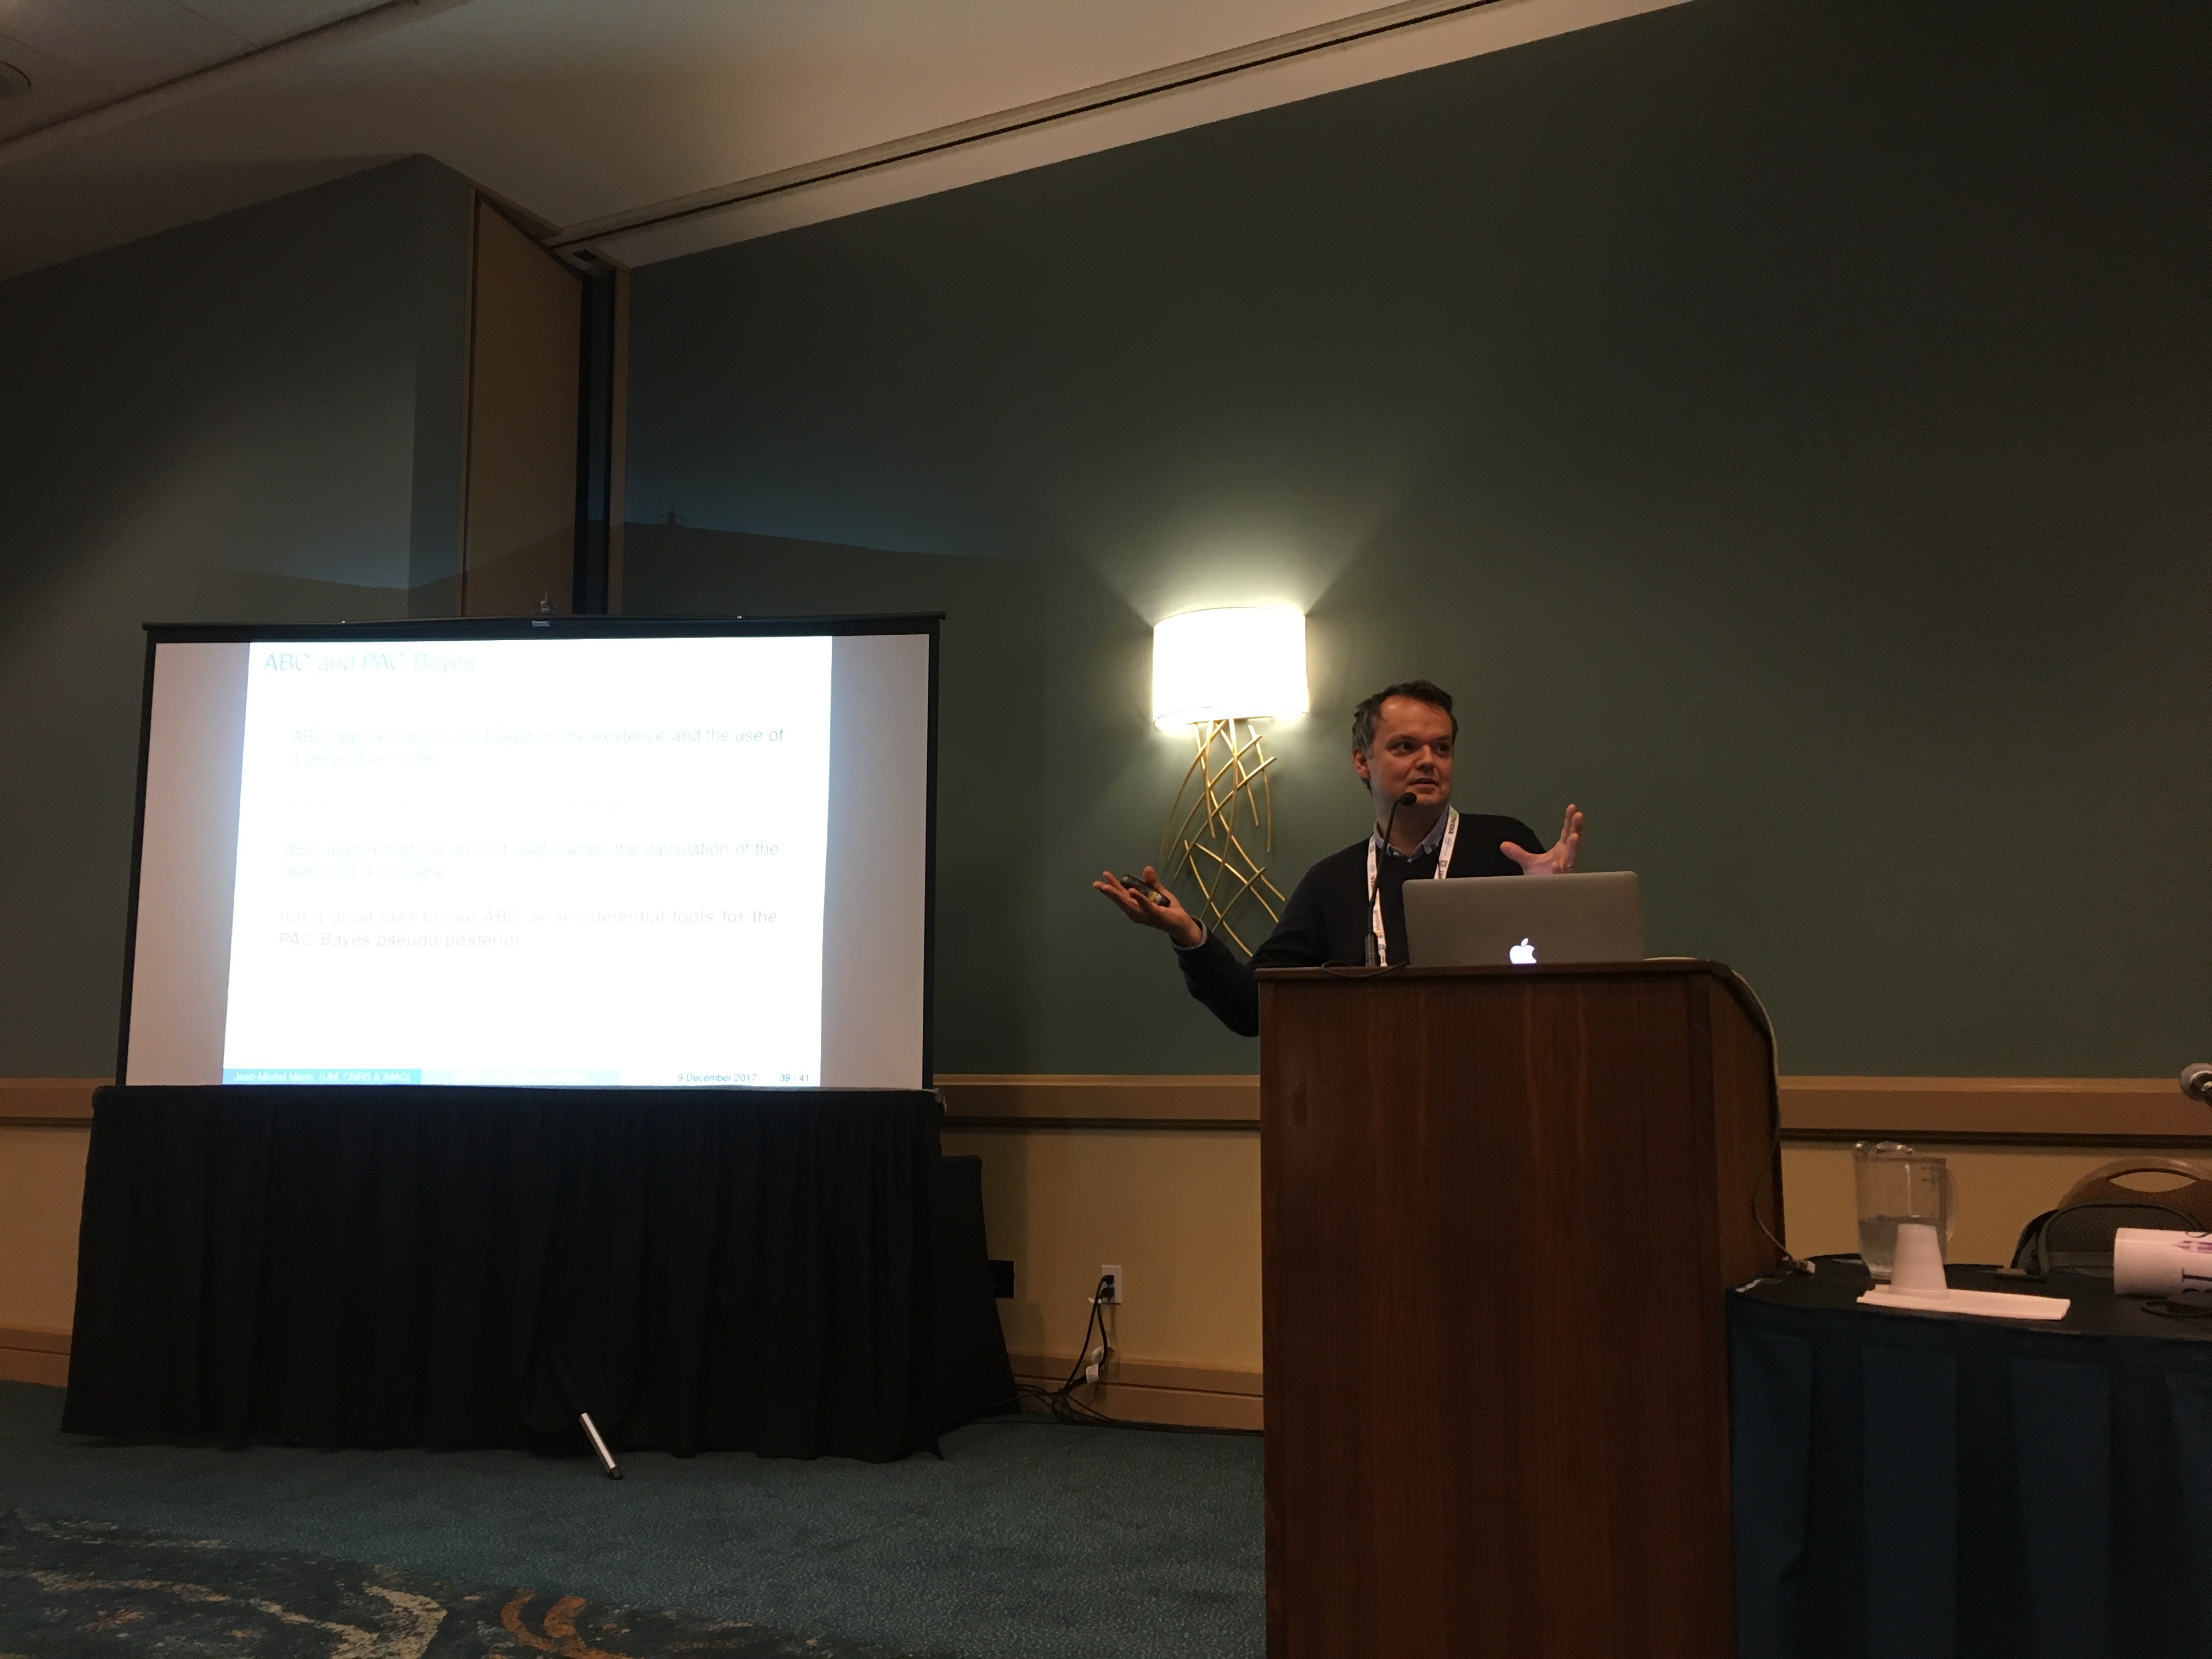 ABC and PAC-Bayes
ABC approximations are based on the existence and the use of
a generative model
ABC approximations are not useful when the calculation of the
likelihood is tractable
not a good idea to use ABC as an inferential tools for the
PAC-Bayes pseudo-posterior
Jean-Michel Marin (UM, CNRS & IMAG)
9 December 2017
39 / 41